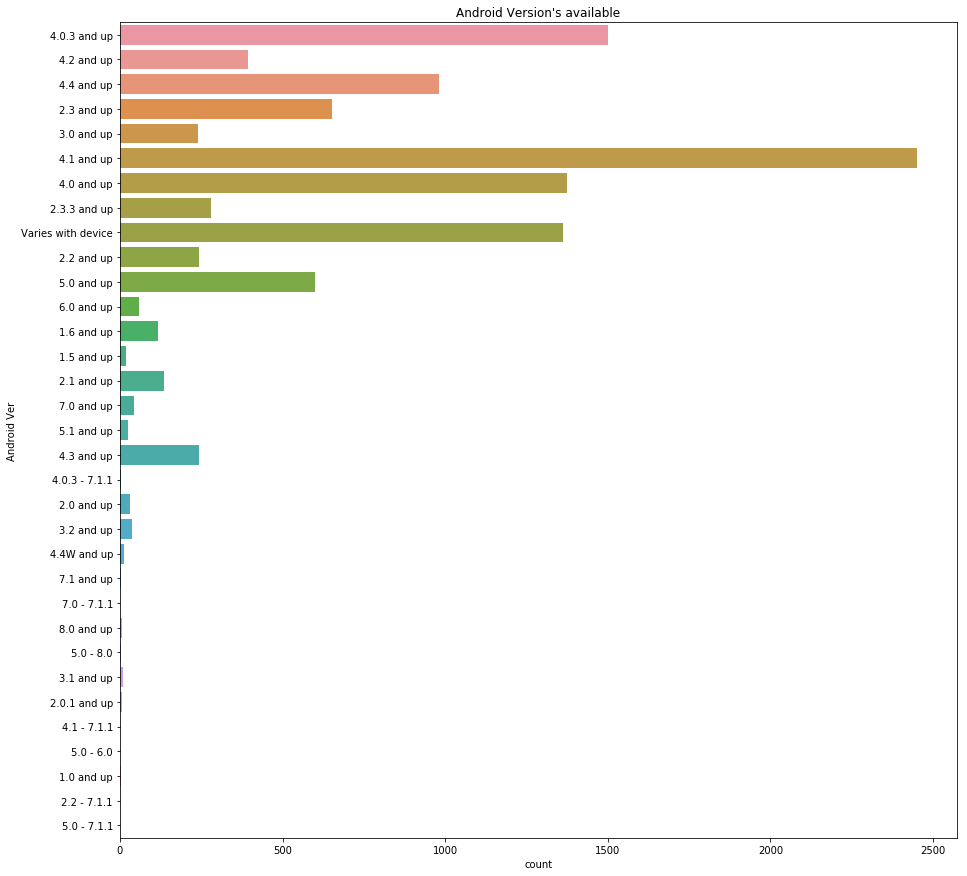 Android Version's available
4.0.3 and up
4.2 and up
4.4 and up
2.3 and up
3.0 and up
4.1 and up
4.0 and up
2.3.3 and up
Varies with device
2.2 and up
5.0 and up
6.0 and up
1.6 and up
1.5 and up
2.1 and up
7.0 and up
5.1 and up
4.3 and up
4.0.3 - 7.1.1
2.0 and up
3.2 and up
4.4W and up
7.1 and up
7.0 - 7.1.1
8.0 and up
5.0 - 8.0
3.1 and up
2.0.1 and up
4.1 - 7.1.1
5.0 - 6.0
1.0 and up
2.2 - 7.1.1
5.0 - 7.1.1
Android Ver
0 500 1000 1500 2000 2500
count